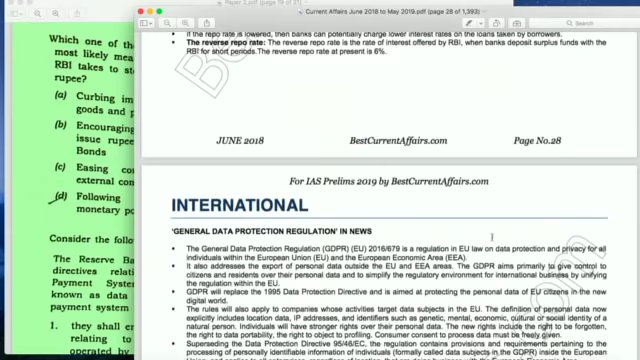 Paper 3.pdf (page 19 of 21)
Current Affairs June 2018 to May 2019.pdf (page 28 of 1,393)
Search
Which one of the
most likely mea
RBI takes to s
rupee?
(a) Curbing im
goods and p
(b) Encouraging
issue rupee
Bonds
(c) Easing con
external com
(d) Following
monetary po
Consider the follo
The Reserve Ba
directives relati
Payment System
known as data
payment system
1. they shall en
relating to
operated by
If the repo rate is lowered, then banks can potentially charge lower interest rates on the loans taken by borrowers.
• The reverse repo rate: The reverse repo rate is the rate of interest offered by RBI, when banks deposit surplus funds with the
RBI for short periods.The reverse repo rate at present is 6%.
JUNE 2018 BestCurrentAffairs.com Page No.28
For IAS Prelims 2019 by BestCurrentAffairs.com
INTERNATIONAL
'GENERAL DATA PROTECTION REGULATION' IN NEWS
• The General Data Protection Regulation (GDPR) (EU) 2016/679 is a regulation in EU law on data protection and privacy for all
individuals within the European Union (EU) and the European Economic Area (EEA).
• It also addresses the export of personal data outside the EU and EEA areas. The GDPR aims primarily to give control to
citizens and residents over their personal data and to simplify the regulatory environment for international business by unifying
the regulation within the EU.
• GDPR will replace the 1995 Data Protection Directive and is aimed at protecting the personal data of EU citizens in the new
digital world.
• The rules will also apply to companies whose activities target data subjects in the EU. The definition of personal data now
explicitly includes location data, IP addresses, and identifiers such as genetic, mental, economic, cultural or social identity of a
natural person. Individuals will have stronger rights over their personal data. The new rights include the right to be forgotten,
the right to data portability, the right to object to profiling. Consumer consent to process data must be freely given.
• Superseding the Data Protection Directive 95/46/EC, the regulation contains provisions and requirements pertaining to the
processing of personally identifiable information of individuals (formally called data subjects in the GDPR) inside the European